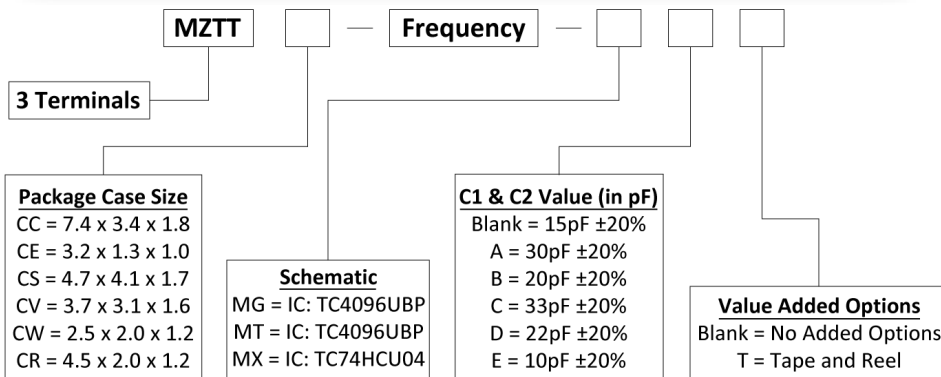 MZTT — Frequency —
3 Terminals
Package Case Size
CC = 7.4 x 3.4 x 1.8
CE = 3.2 x 1.3 x 1.0
CS = 4.7 x 4.1 x 1.7
CV = 3.7 x 3.1 x 1.6
CW = 2.5 x 2.0 x 1.2
CR = 4.5 x 2.0 x 1.2
Schematic
MG = IC: TC4096UBP
MT = IC: TC4096UBP
MX = IC: TC74HCU04
C1 & C2 Value (in pF)
Blank = 15pF ±20%
A = 30pF ±20%
B = 20pF ±20%
C = 33pF ±20%
D = 22pF ±20%
E = 10pF ±20%
Value Added Options
Blank = No Added Options
T = Tape and Reel